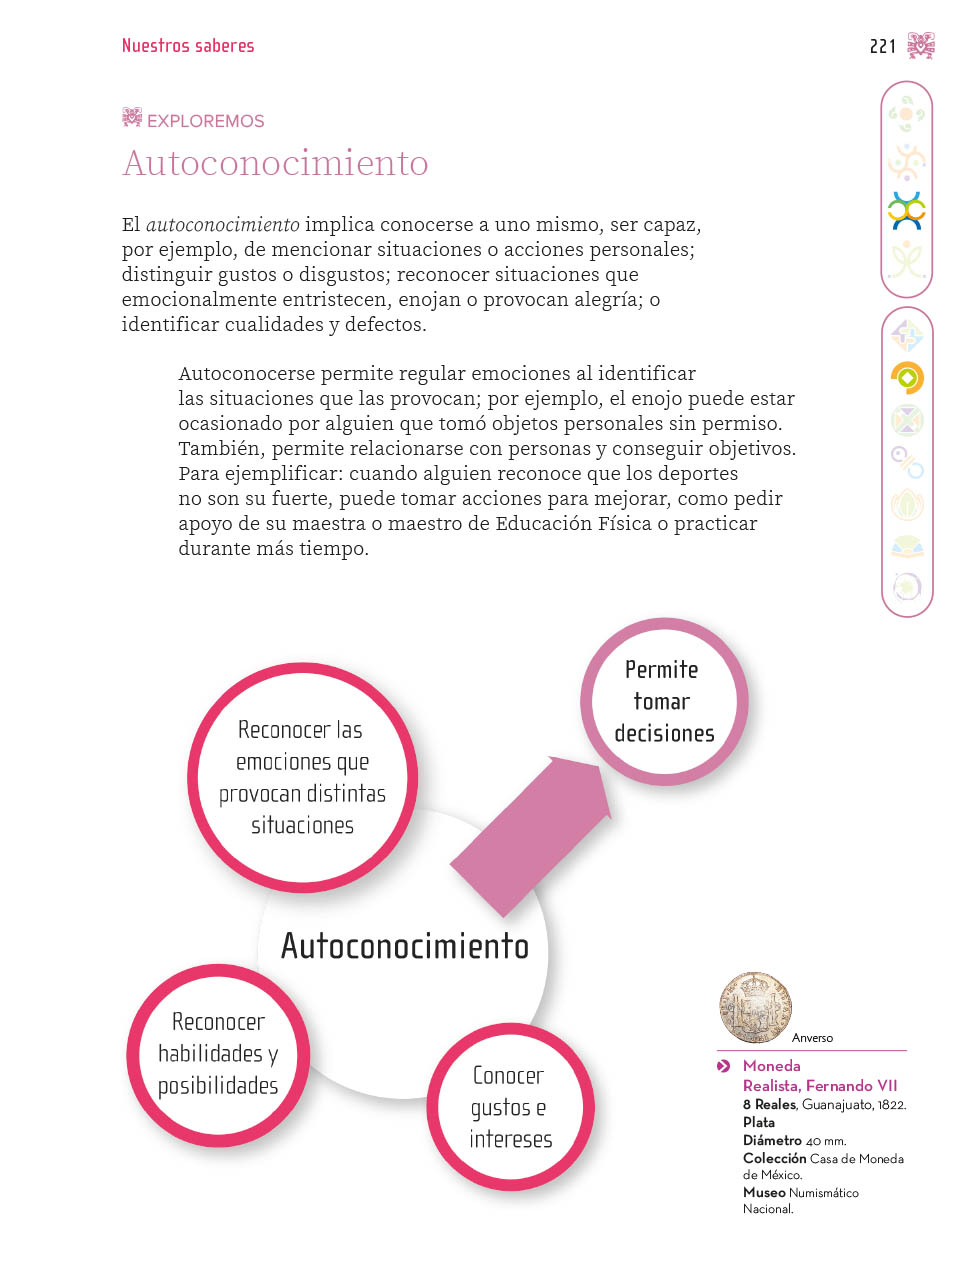 Nuestros saberes
221
EXPLOREMOS
Autoconocimiento
El autoconocimiento implica conocerse a uno mismo, ser capaz,
por ejemplo, de mencionar situaciones o acciones personales;
distinguir gustos o disgustos; reconocer situaciones que
emocionalmente entristecen, enojan o provocan alegría; o
identificar cualidades y defectos.
Autoconocerse permite regular emociones al identificar
las situaciones que las provocan; por ejemplo, el enojo puede estar
ocasionado por alguien que tomó objetos personales sin permiso.
También, permite relacionarse con personas y conseguir objetivos.
Para ejemplificar: cuando alguien reconoce que los deportes
no son su fuerte, puede tomar acciones para mejorar, como pedir
apoyo de su maestra o maestro de Educación Física o practicar
durante más tiempo.
Permite
tomar
decisiones
Reconocer las
emociones que
provocan distintas
situaciones
Autoconocimiento
Reconocer
habilidades y
posibilidades
Conocer
gustos e
intereses
Anverso
Moneda
Realista, Fernando VII
8 Reales, Guanajuato, 1822.
Plata
Diámetro 40 mm.
Colección Casa de Moneda
de México.
Museo Numismático
Nacional.